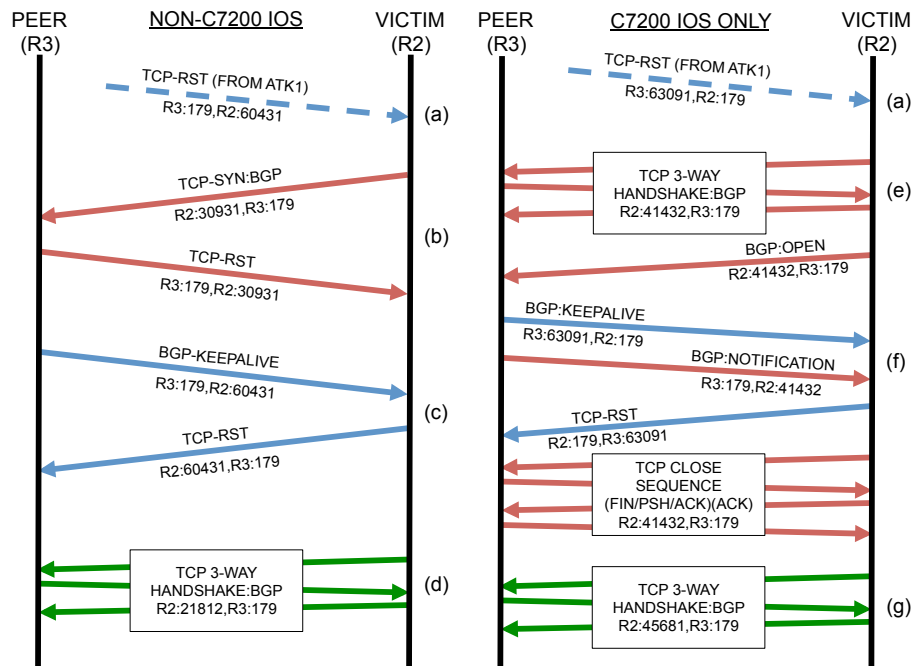 PEER
(R3)
NON-C7200 IOS
VICTIM
(R2)
TCP-RST (FROM ATK1)
R3:179,R2:60431
(a)
TCP-SYN:BGP
R2:30931,R3:179
(b)
TCP-RST
R3:179,R2:30931
BGP-KEEPALIVE
R3:179,R2:60431
(c)
TCP-RST
R2:60431,R3:179
TCP 3-WAY
HANDSHAKE:BGP
R2:21812,R3:179
(d)
PEER
(R3)
C7200 IOS ONLY
VICTIM
(R2)
TCP-RST (FROM ATK1)
R3:63091,R2:179
(a)
TCP 3-WAY
HANDSHAKE:BGP
R2:41432,R3:179
(e)
BGP:OPEN
R2:41432,R3:179
BGP:KEEPALIVE
R3:63091,R2:179
BGP:NOTIFICATION
R3:179,R2:41432
(f)
TCP-RST
R2:179,R3:63091
TCP CLOSE
SEQUENCE
(FIN/PSH/ACK)(ACK)
R2:41432,R3:179
TCP 3-WAY
HANDSHAKE:BGP
R2:45681,R3:179
(g)